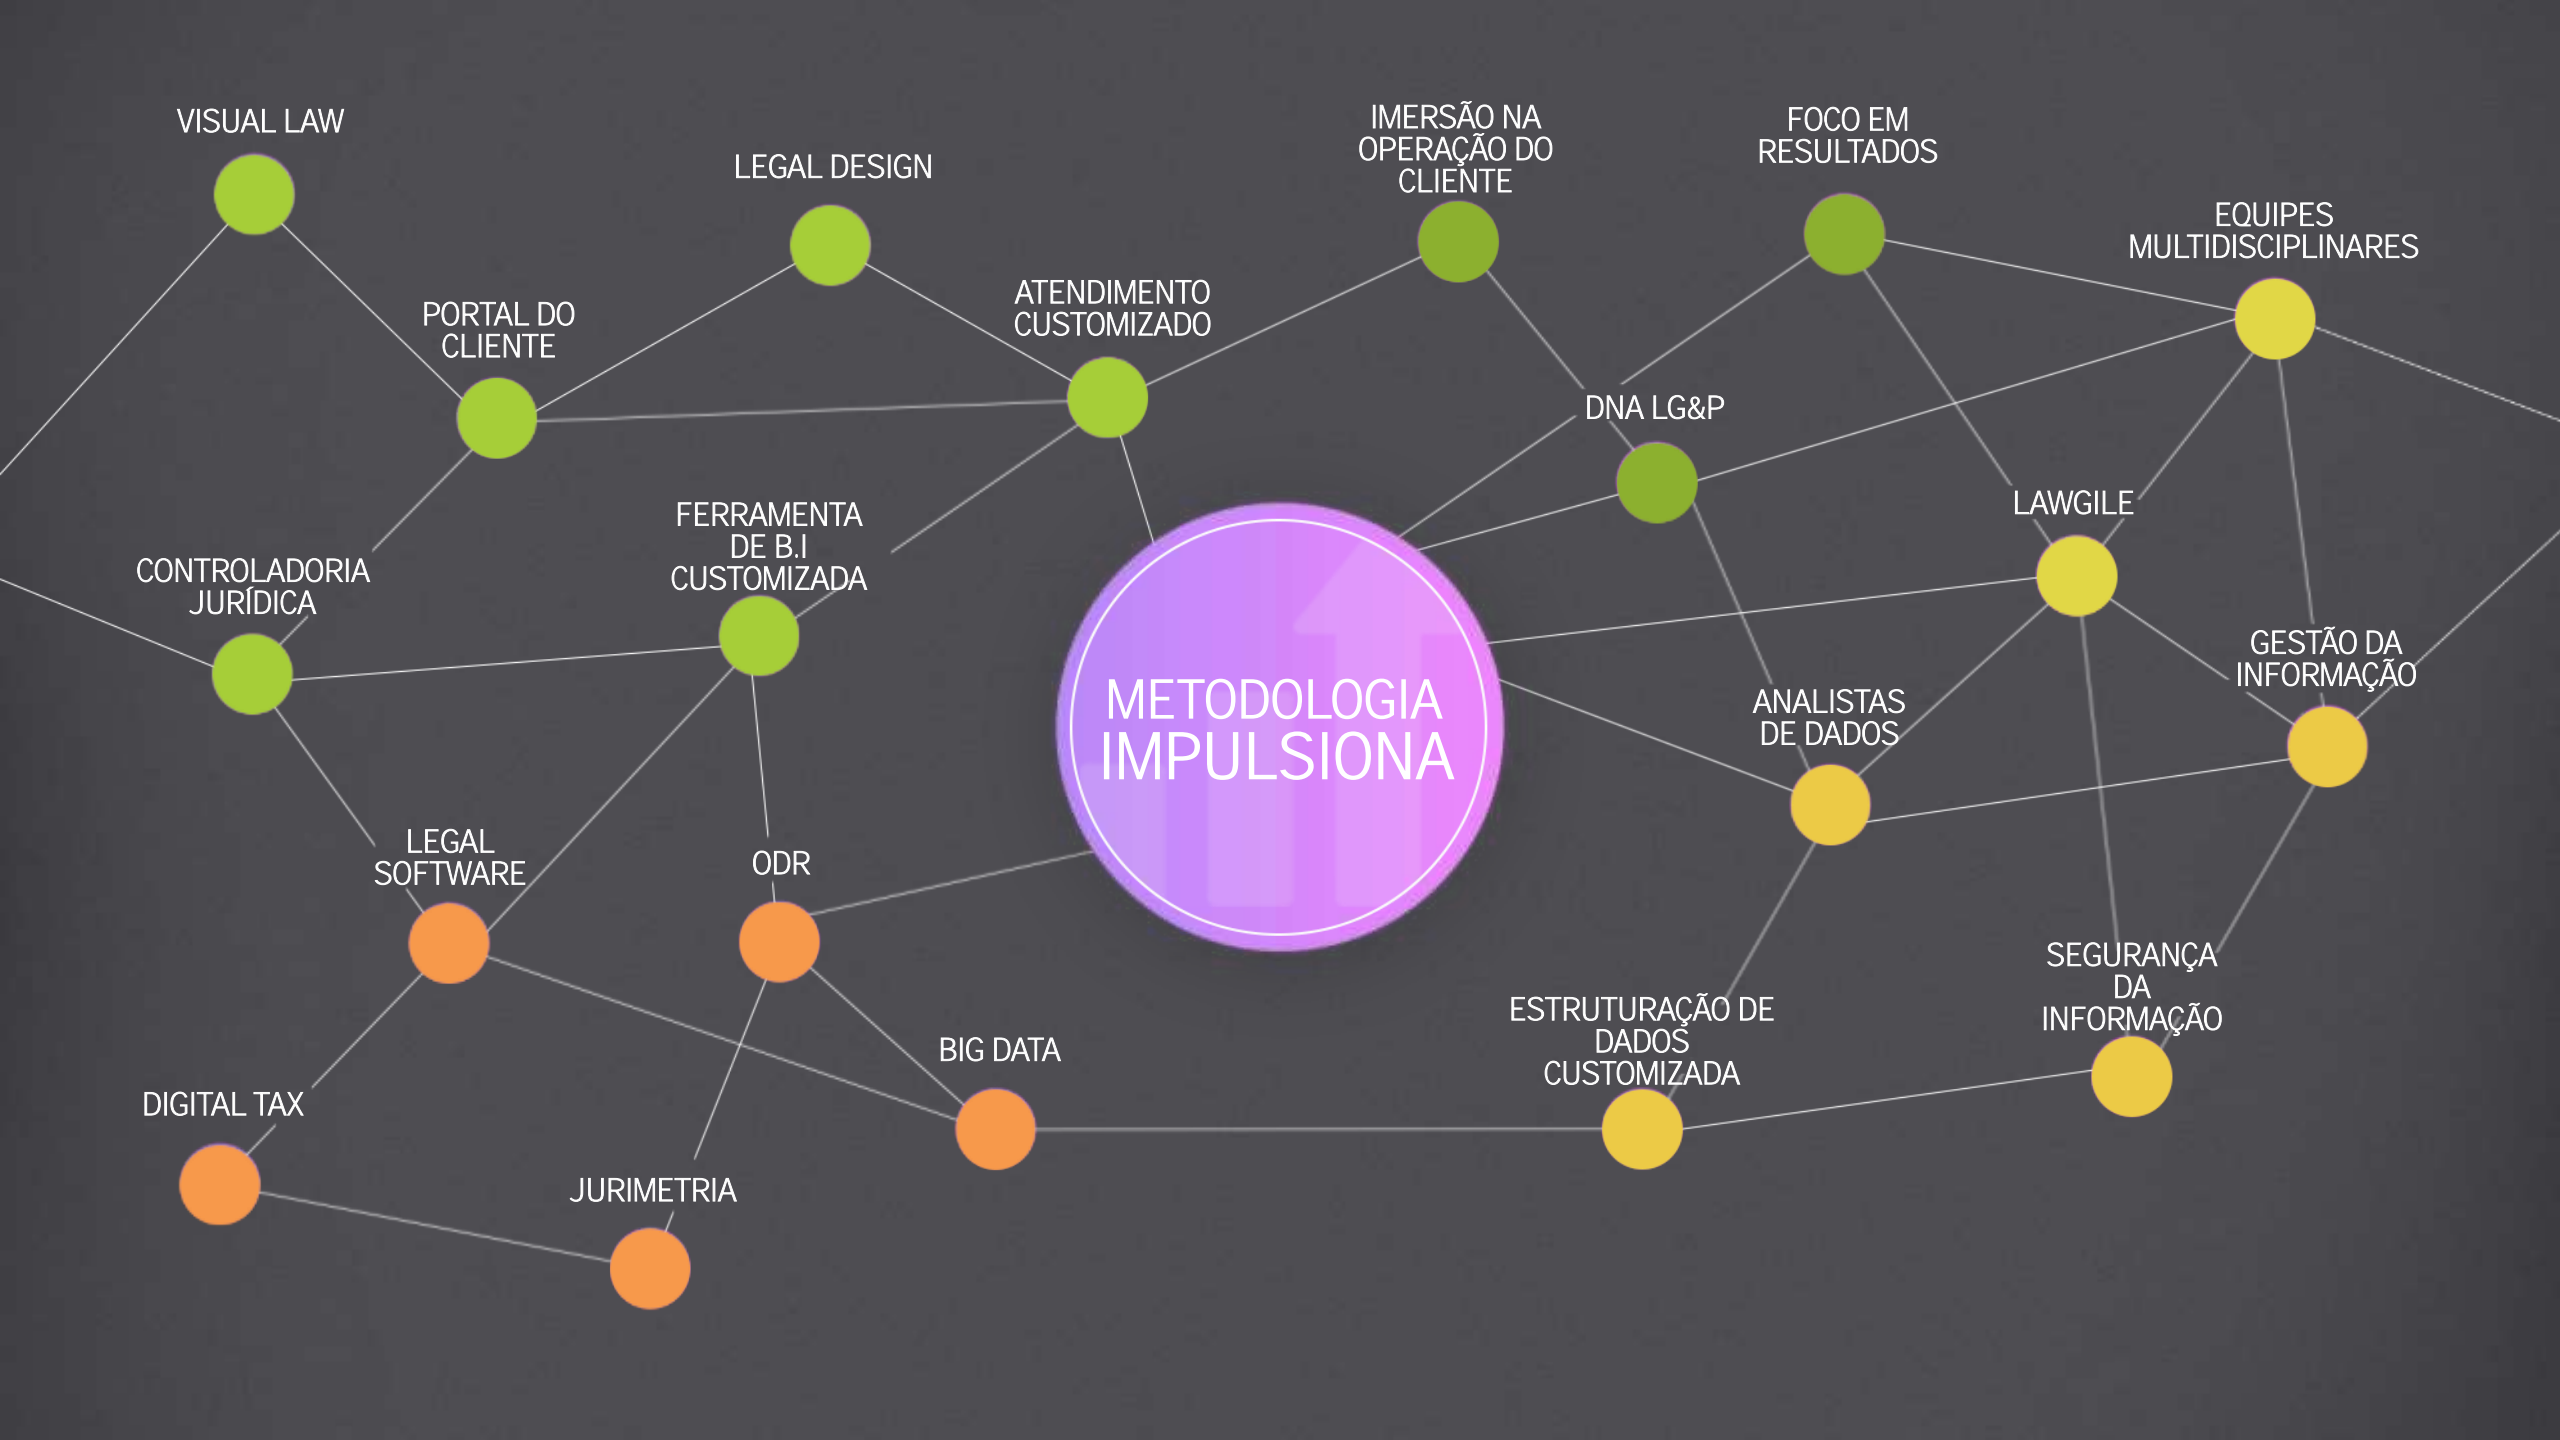 VISUAL LAW
LEGAL DESIGN
IMERSÃO NA
OPERAÇÃO DO
CLIENTE
FOCO EM
RESULTADOS
EQUIPES
MULTIDISCIPLINARES
PORTAL DO
CLIENTE
ATENDIMENTO
CUSTOMIZADO
DNA LG&P
LAWGILE
FERRAMENTA
DE B.I
CUSTOMIZADA
CONTROLADORIA
JURÍDICA
GESTÃO DA
INFORMAÇÃO
METODOLOGIA
IMPULSIONA
ANALISTAS
DE DADOS
LEGAL
SOFTWARE
ODR
SEGURANÇA
DA
INFORMAÇÃO
ESTRUTURAÇÃO DE
DADOS
CUSTOMIZADA
BIG DATA
DIGITAL TAX
JURIMETRIA